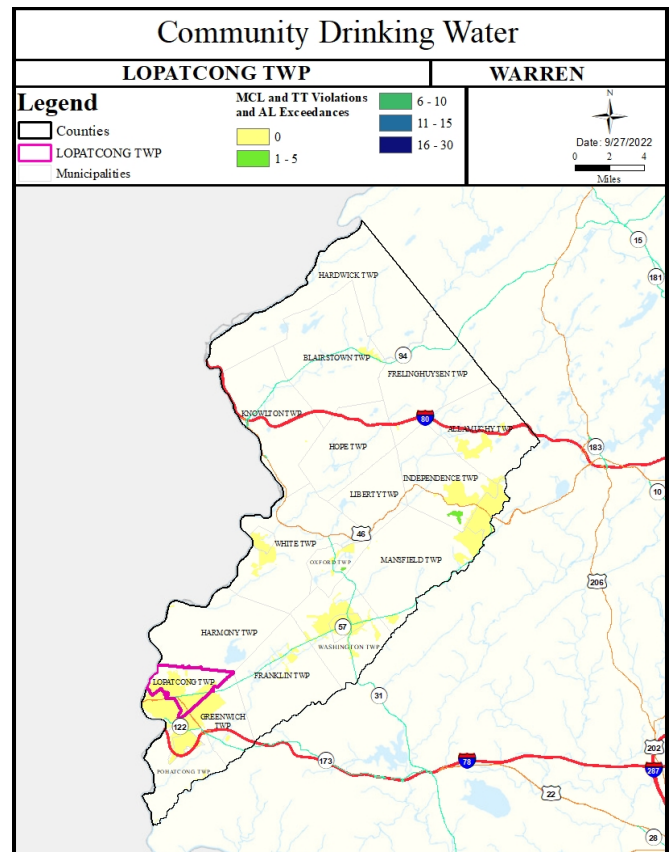 Community Drinking Water
LOPATCONG TWP
WARREN
Legend
Counties
LOPATCONG TWP
Municipalities
MCL and TT Violations
and AL Exceedances
0
1 - 5
6 - 10
11 - 15
16 - 30
N
Date: 9/27/2022
0 2 4
Miles
HARDWICK TWP
15
181
BLAIRSTOWN TWP
94
FRELINGHUYSEN TWP
KNOWLTON TWP
80
ALLAMUCHY TWP
HOPE TWP
183
INDEPENDENCE TWP
10
LIBERTY TWP
46
WHITE TWP
OXFORD TWP
MANSFIELD TWP
206
HARMONY TWP
57
WASHINGTON TWP
LOPATCONG TWP
FRANKLIN TWP
31
GREENWICH
TWP
122
202
173
78
287
POHATCONG TWP
22
28